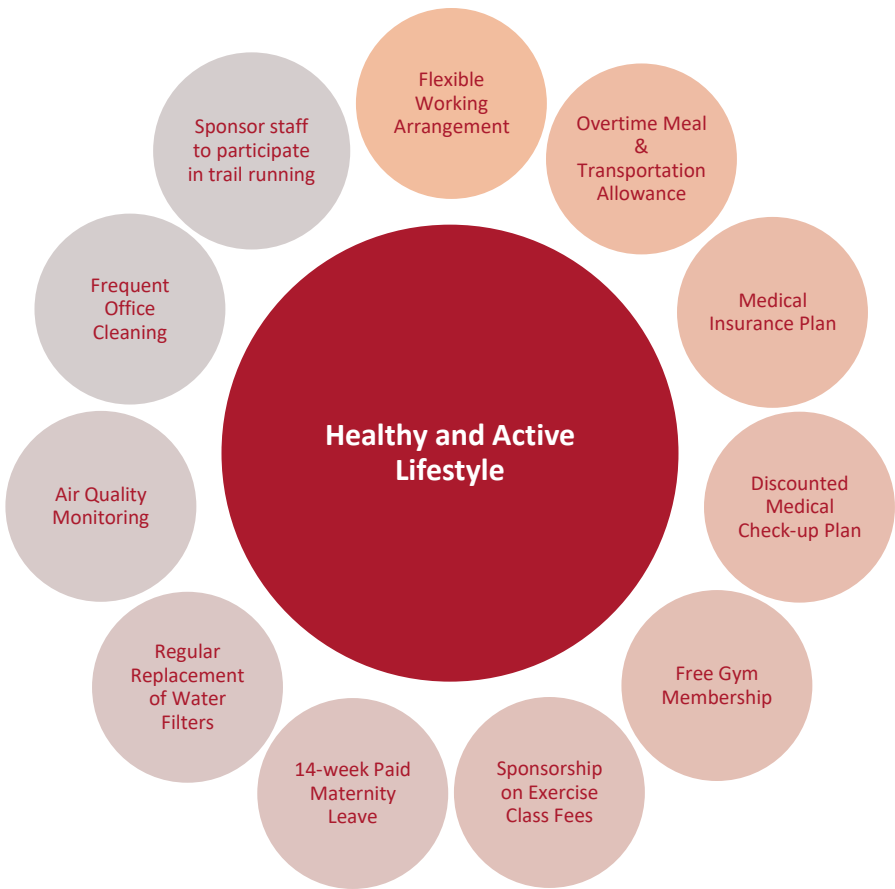 Flexible
Working
Arrangement
Overtime Meal
&
Transportation
Allowance
Medical
Insurance Plan
Discounted
Medical
Check-up Plan
Free Gym
Membership
Sponsorship
on Exercise
Class Fees
14-week Paid
Maternity
Leave
Regular
Replacement
of Water
Filters
Air Quality
Monitoring
Frequent
Office
Cleaning
Sponsor staff
to participate
in trail running
Healthy and Active
Lifestyle